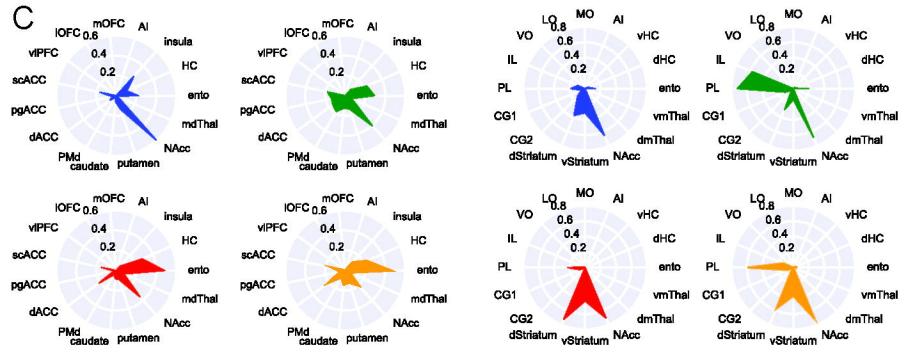 C
mOFC
AI
insula
HC
ento
mdThal
NAcc
putamen
caudate
PMd
dACC
pgACC
scACC
vlPFC
lOFC
0.6
0.4
0.2
mOFC
AI
insula
HC
ento
mdThal
NAcc
putamen
caudate
PMd
dACC
pgACC
scACC
vlPFC
lOFC
0.6
0.4
0.2
MO
AI
vHC
dHC
ento
vmThal
dmThal
NAcc
vStriatum
dStriatum
CG2
CG1
PL
IL
VO
LO
0.8
0.6
0.4
0.2
MO
AI
vHC
dHC
ento
vmThal
dmThal
NAcc
vStriatum
dStriatum
CG2
CG1
PL
IL
VO
LO
0.8
0.6
0.4
0.2
mOFC
AI
insula
HC
ento
mdThal
NAcc
putamen
caudate
PMd
dACC
pgACC
scACC
vlPFC
lOFC
0.6
0.4
0.2
mOFC
AI
insula
HC
ento
mdThal
NAcc
putamen
caudate
PMd
dACC
pgACC
scACC
vlPFC
lOFC
0.6
0.4
0.2
MO
AI
vHC
dHC
ento
vmThal
dmThal
NAcc
vStriatum
dStriatum
CG2
CG1
PL
IL
VO
LO
0.8
0.6
0.4
0.2
MO
AI
vHC
dHC
ento
vmThal
dmThal
NAcc
vStriatum
dStriatum
CG2
CG1
PL
IL
VO
LO
0.8
0.6
0.4
0.2